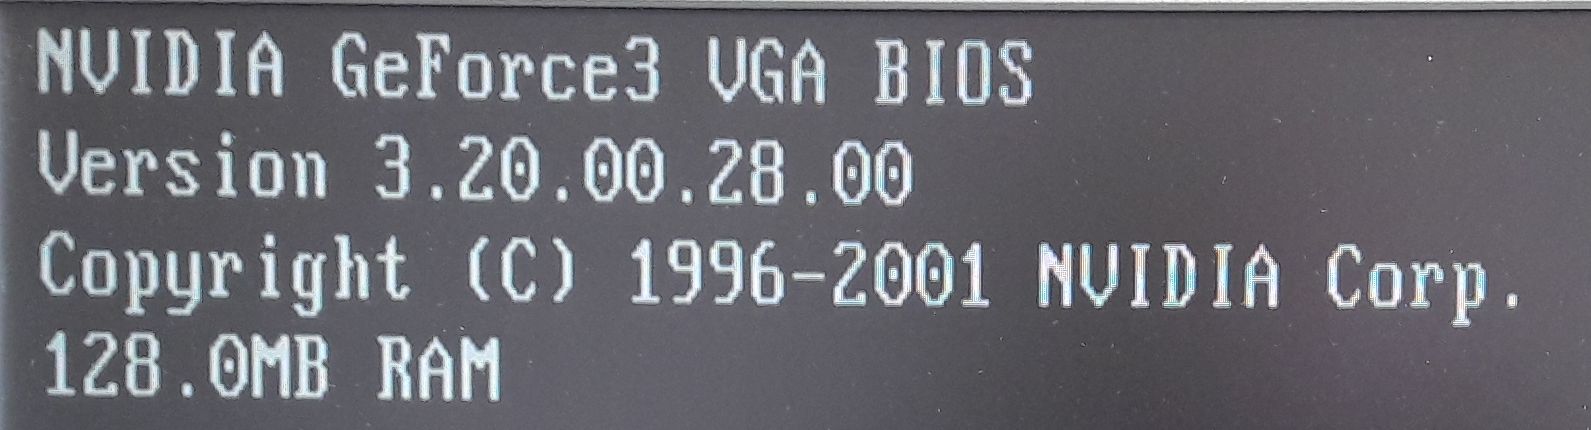 NVIDIA GeForce3 VGA BIOS
Version 3.20.00.28.00
Copyright (C) 1996-2001 NVIDIA Corp.
128.0MB RAM